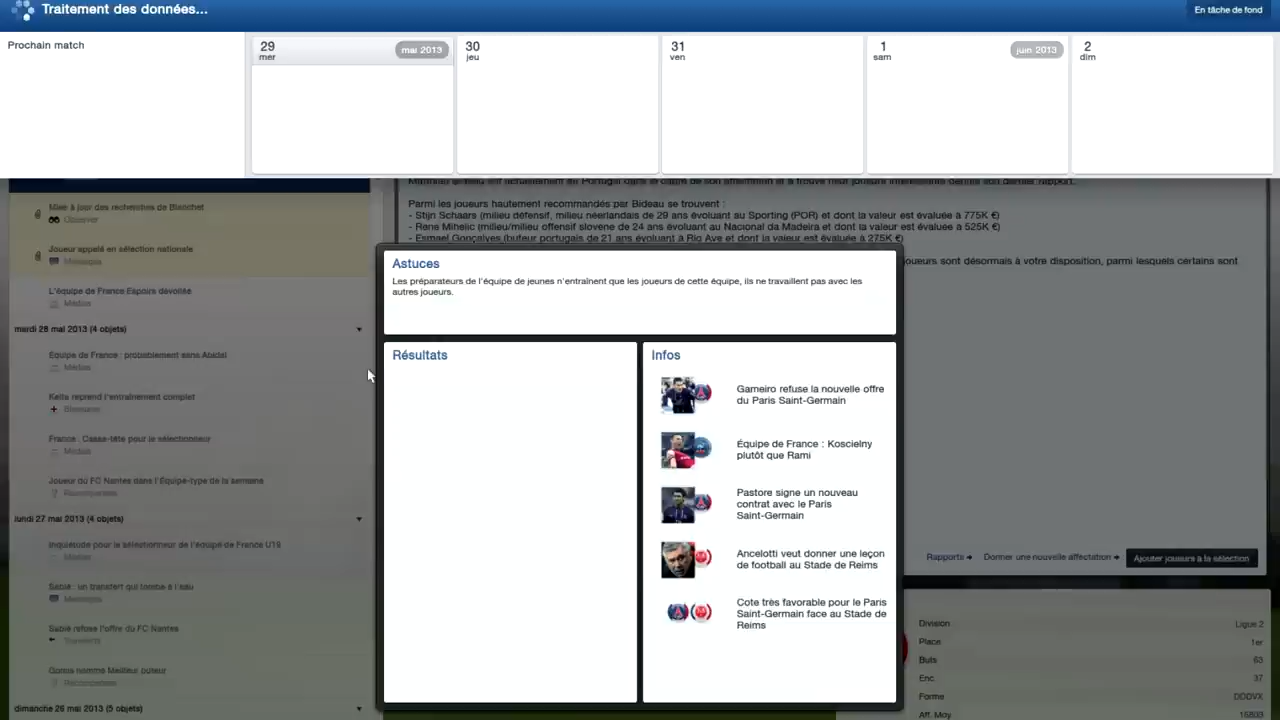 Traitement des données...
En tâche de fond
Prochain match
29
mer
mai 2013
30
jeu
31
ven
1
sam
juin 2013
2
dim
Parmi les joueurs hautement recommandés par Bideau se trouvent :
- Stijn Schaars (milieu défensif, milieu néerlandais de 29 ans évoluant au Sporting (POR) et dont la valeur est évaluée à 775K €)
- Rene Mihelic (milieu/milieu offensif slovène de 24 ans évoluant au Nacional da Madeira et dont la valeur est évaluée à 525K €)
- Esmael Gonçalves (buteur portugais de 21 ans évoluant à Rio Ave et dont la valeur est évaluée à 275K €)
joueurs sont désormais à votre disposition, parmi lesquels certains sont
Mise à jour des recherches de
Observer
Joueur appelé en sélection nationale
Messages
L'équipe de France Espoirs dévoilée
Médias
mardi 28 mai 2013 (4 objets)
Équipe de France : probablement sans Abidal
Médias
Keita reprend l'entraînement complet
Blessures
France : Casse-tête pour le sélectionneur
Médias
Joueur du FC Nantes dans l'Équipe-type de la semaine
Récompenses
lundi 27 mai 2013 (4 objets)
Inquiétude pour le sélectionneur de l'équipe de France U19
Médias
Sablé : un transfert qui tombe à l'eau
Messages
Sablé refuse l'offre du FC Nantes
Transferts
nommé Meilleur buteur
Récompenses
dimanche 26 mai 2013 (5 objets)
Astuces
Les préparateurs de l'équipe de jeunes n'entraînent que les joueurs de cette équipe, ils ne travaillent pas avec les
autres joueurs.
Résultats
Infos
Gameiro refuse la nouvelle offre
du Paris Saint-Germain
Équipe de France : Koscielny
plutôt que Rami
Pastore signe un nouveau
contrat avec le Paris
Saint-Germain
Ancelotti veut donner une leçon
de football au Stade de Reims
Cote très favorable pour le Paris
Saint-Germain face au Stade de
Reims
Rapports
Donner une nouvelle affectation
Ajouter joueurs à la sélection
Division Ligue 2
Place 1er
Buts 63
Enc. 37
Forme DDDVX
Aff. Moy 16803